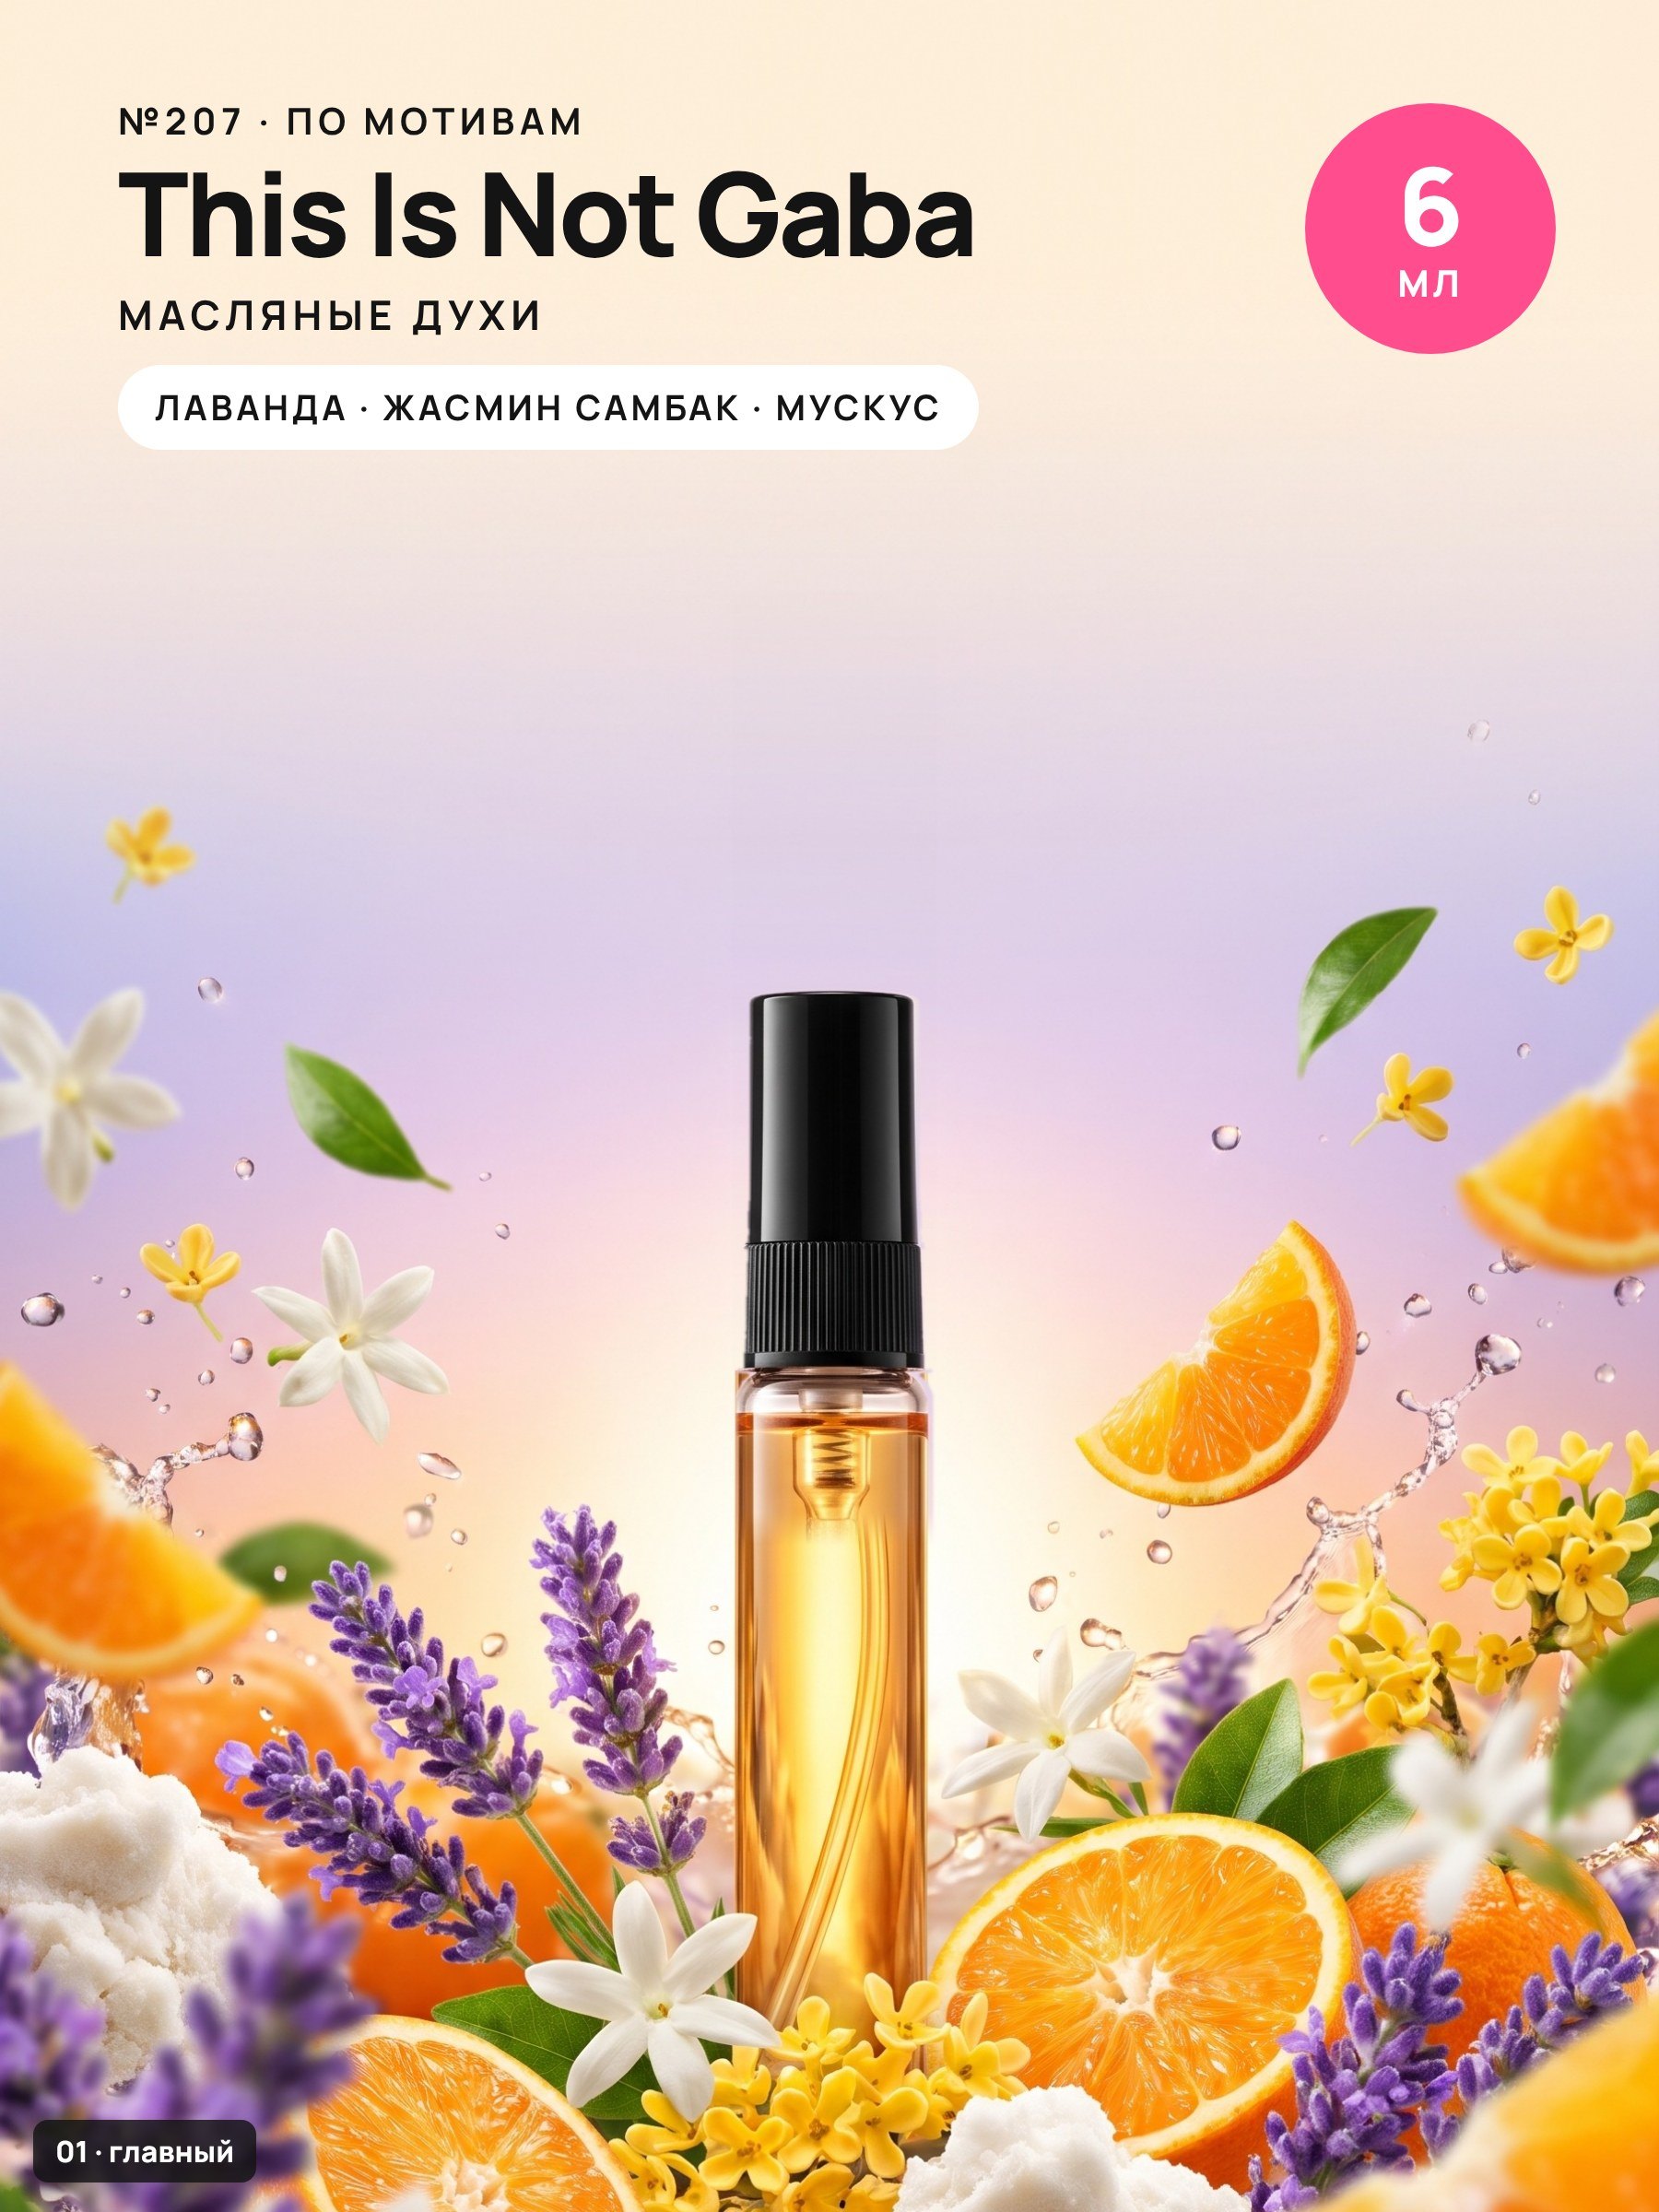 №207 · ПО МОТИВАМ
This Is Not Gaba
МАСЛЯНЫЕ ДУХИ
ЛАВАНДА · ЖАСМИН САМБАК · МУСКУС
6
МЛ
01 · главный